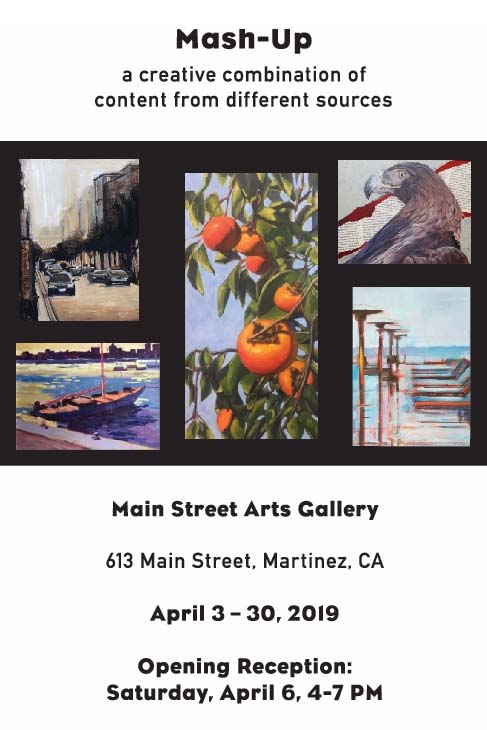 Mash-Up
a creative combination of
content from different sources
Main Street Arts Gallery
613 Main Street, Martinez, CA
April 3 – 30, 2019
Opening Reception:
Saturday, April 6, 4-7 PM